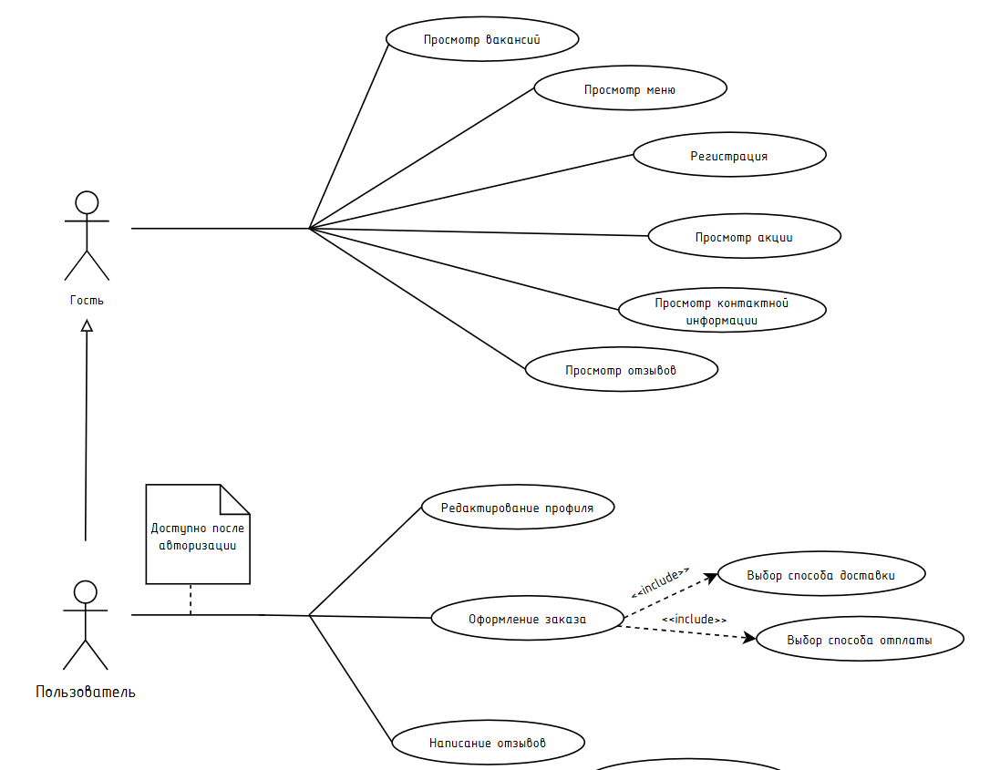 Просмотр вакансий
Просмотр меню
Регистрация
Просмотр акции
Гость
Просмотр контактной
информации
Просмотр отзывов
Редактирование профиля
Доступно после
авторизации
<<include>>
Выбор способа доставки
Оформление заказа
<<include>>
Выбор способа отплаты
Пользователь
Написание отзывов